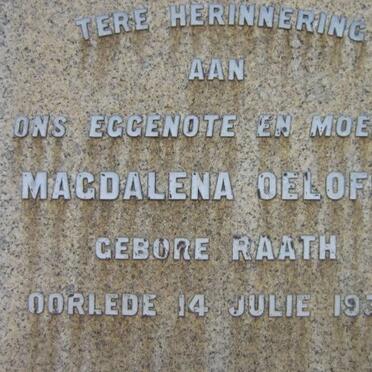 TERE HERINNERING
AAN
ONS EGGENOTE EN MOE
MAGDALENA OELOF
GEBORE RAATH
OORLEDE 14 JULIE 19